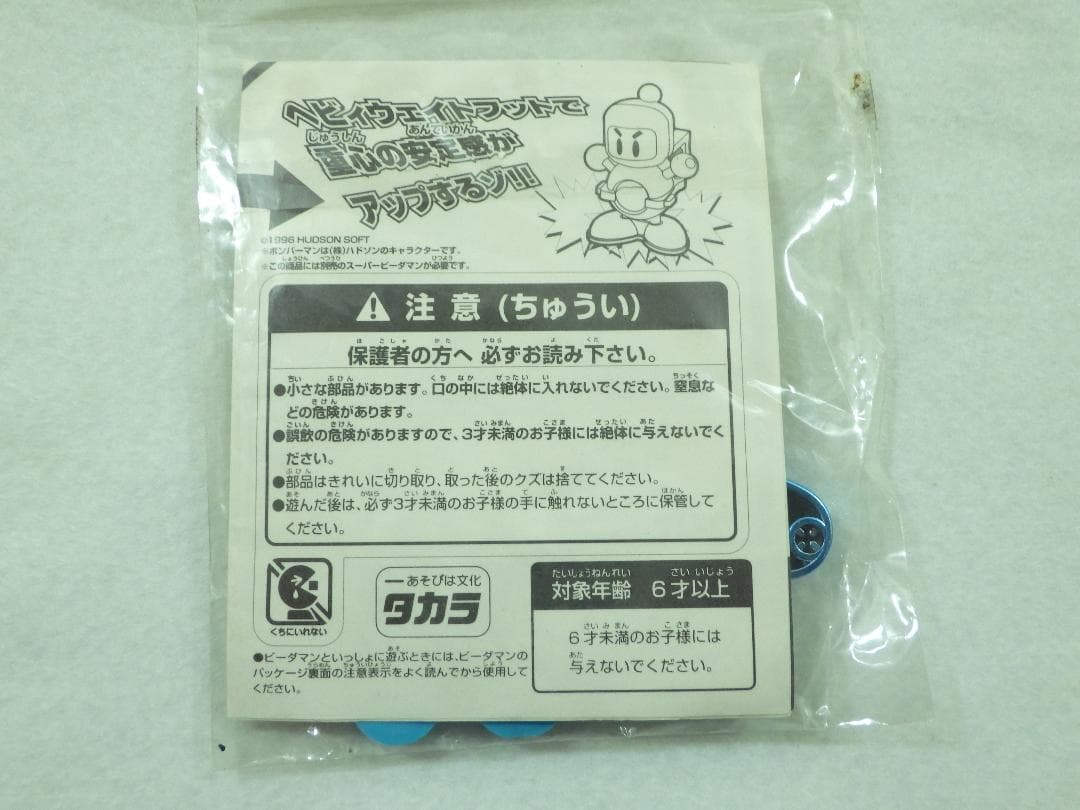 ヘビィウェイトフットで
重心の安定感が
アップするゾ!!!
©1996 HUDSON SOFT
※ボンバーマンは(株)ハドソンのキャラクターです。
※この商品には別売のスーパービーダマンが必要です。
注意(ちゅうい)
保護者の方へ 必ずお読み下さい。
●小さな部品があります。口の中には絶体に入れないでください。窒息な
どの危険があります。
●誤飲の危険がありますので、3才未満のお子様には絶体に与えないでく
ださい。
●部品はきれいに切り取り、取った後のクズは捨ててください。
●遊んだ後は、必ず3才未満のお子様の手に触れないところに保管して
ください。
くちにいれない
あそびは文化
タカラ
対象年齢 6才以上
6才未満のお子様には
与えないでください。
●ビーダマンといっしょに遊ぶときには、ビーダマンの
パッケージ裏面の注意表示をよく読んでから使用して
ください。